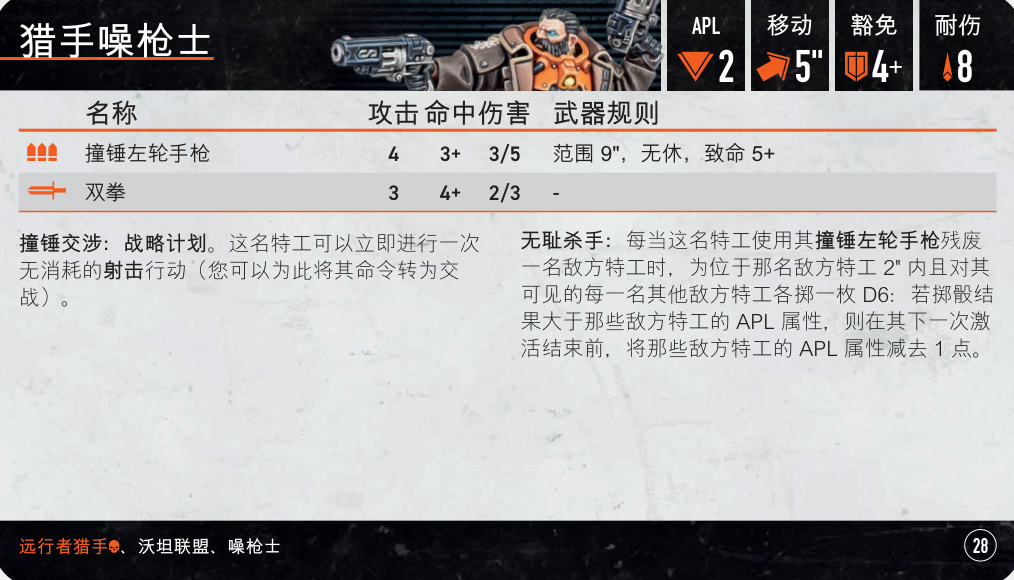 猎手噪枪士
APL 移动 豁免 耐伤
2 5" 4+ 8
名称 攻击 命中 伤害 武器规则
撞锤左轮手枪 4 3+ 3/5 范围 9"，无休，致命 5+
双拳 3 4+ 2/3 -
撞锤交涉：战略计划。这名特工可以立即进行一次
无消耗的射击行动（您可以为此将其命令转为交
战）。
无耻杀手：每当这名特工使用其撞锤左轮手枪残废
一名敌方特工时，为位于那名敌方特工 2" 内且对其
可见的每一名其他敌方特工各掷一枚 D6：若掷骰结
果大于那些敌方特工的 APL 属性，则在其下一次激
活结束前，将那些敌方特工的 APL 属性减去 1 点。
远行者猎手、沃坦联盟、噪枪士
28